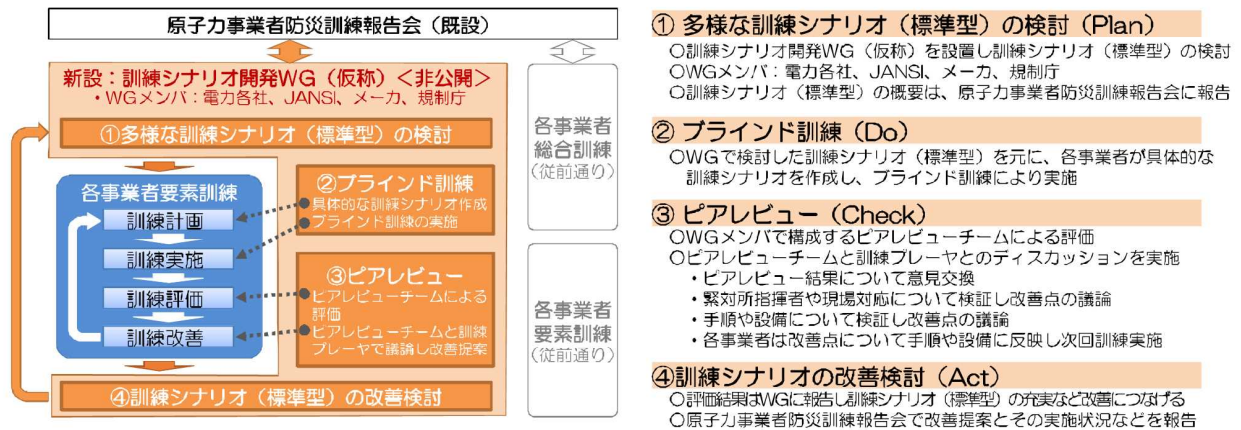 原子力事業者防災訓練報告会（既設）
新設：訓練シナリオ開発WG（仮称）＜非公開＞
・WGメンバ：電力各社、JANSI、メーカ、規制庁
①多様な訓練シナリオ（標準型）の検討
各事業者要素訓練
訓練計画
訓練実施
訓練評価
訓練改善
②ブラインド訓練
具体的な訓練シナリオ作成
ブラインド訓練の実施
③ピアレビュー
ピアレビューチームによる
評価
ピアレビューチームと訓練
プレーヤで議論し改善提案
④訓練シナリオ（標準型）の改善検討
各事業者
総合訓練
（従前通り）
各事業者
要素訓練
（従前通り）
① 多様な訓練シナリオ（標準型）の検討（Plan）
〇訓練シナリオ開発WG（仮称）を設置し訓練シナリオ（標準型）の検討
〇WGメンバ：電力各社、JANSI、メーカ、規制庁
〇訓練シナリオ（標準型）の概要は、原子力事業者防災訓練報告会に報告
② ブラインド訓練（Do）
〇WGで検討した訓練シナリオ（標準型）を元に、各事業者が具体的な
訓練シナリオを作成し、ブラインド訓練により実施
③ ピアレビュー（Check）
〇WGメンバで構成するピアレビューチームによる評価
〇ピアレビューチームと訓練プレーヤとのディスカッションを実施
・ピアレビュー結果について意見交換
・緊対所指揮者や現場対応について検証し改善点の議論
・手順や設備について検証し改善点の議論
・各事業者は改善点について手順や設備に反映し次回訓練実施
④訓練シナリオの改善検討（Act）
〇評価結果はWGに報告し訓練シナリオ（標準型）の充実など改善につなげる
〇原子力事業者防災訓練報告会で改善提案とその実施状況などを報告